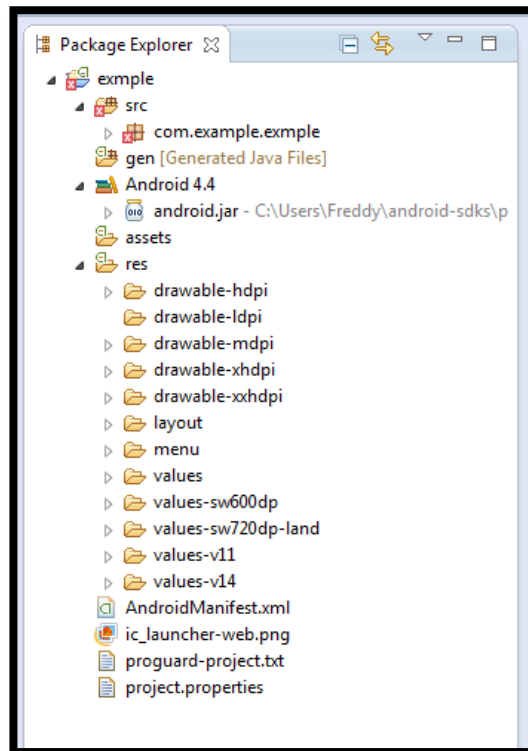 Package Explorer
exmple
src
com.example.exmple
gen [Generated Java Files]
Android 4.4
android.jar - C:\Users\Freddy\android-sdks\p
assets
res
drawable-hdpi
drawable-ldpi
drawable-mdpi
drawable-xhdpi
drawable-xxhdpi
layout
menu
values
values-sw600dp
values-sw720dp-land
values-v11
values-v14
AndroidManifest.xml
ic_launcher-web.png
proguard-project.txt
project.properties